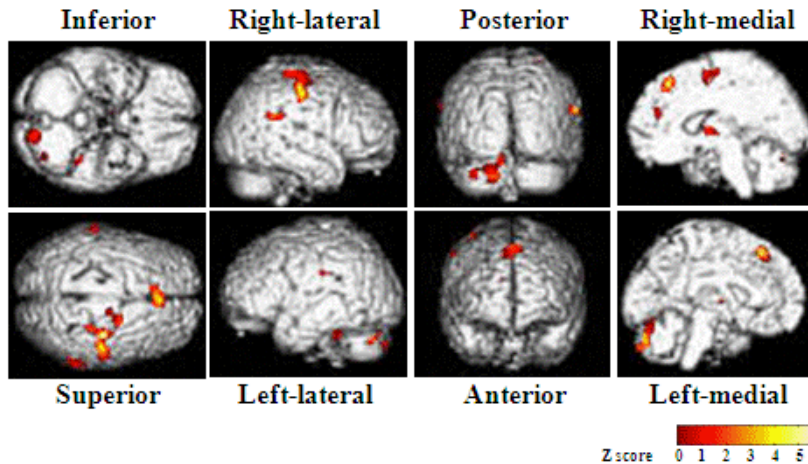 Inferior Right-lateral Posterior Right-medial
Superior Left-lateral Anterior Left-medial
Z score 0 1 2 3 4 5